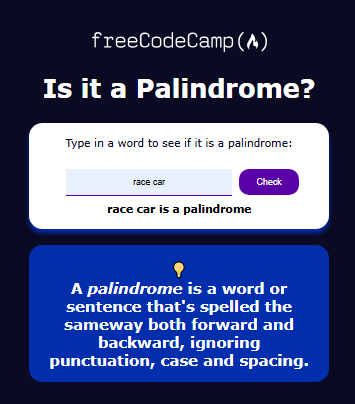 freeCodeCamp(🔥)
Is it a Palindrome?
Type in a word to see if it is a palindrome:
race car
Check
race car is a palindrome
💡
A palindrome is a word or
sentence that's spelled the
sameway both forward and
backward, ignoring
punctuation, case and spacing.